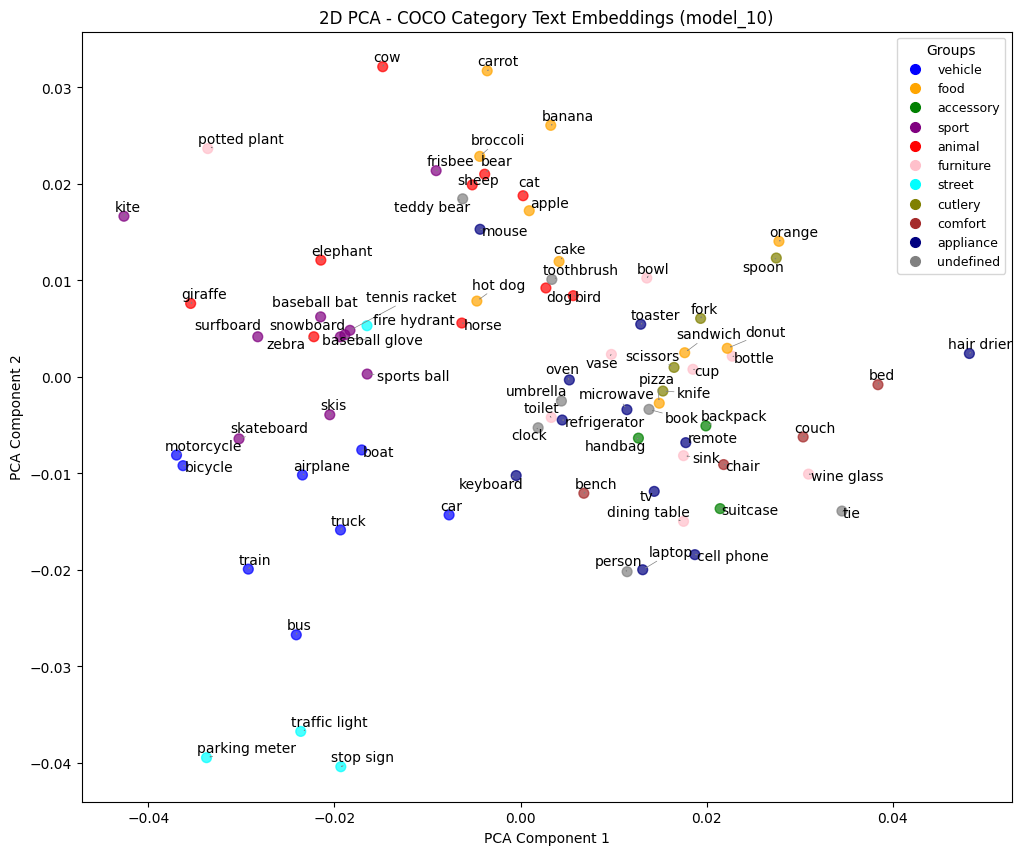 2D PCA - COCO Category Text Embeddings (model_10)
PCA Component 2
0.03
0.02
0.01
0.00
−0.01
−0.02
−0.03
−0.04
cow
carrot
banana
potted plant
broccoli
frisbee
bear
sheep
cat
teddy bear
apple
kite
mouse
orange
elephant
cake
spoon
toothbrush
bowl
giraffe
hot dog
dog
bird
baseball bat
tennis racket
surfboard
snowboard
fire hydrant
horse
toaster
fork
zebra
baseball glove
sandwich
donut
hair drier
vase
scissors
bottle
sports ball
oven
pizza
cup
bed
umbrella
microwave
knife
skis
toilet
refrigerator
book
backpack
skateboard
clock
handbag
remote
couch
motorcycle
boat
sink
chair
bicycle
airplane
keyboard
bench
tv
wine glass
car
dining table
suitcase
tie
truck
laptop
cell phone
train
person
bus
traffic light
parking meter
stop sign
−0.04
−0.02
0.00
0.02
0.04
PCA Component 1
Groups
vehicle
food
accessory
sport
animal
furniture
street
cutlery
comfort
appliance
undefined